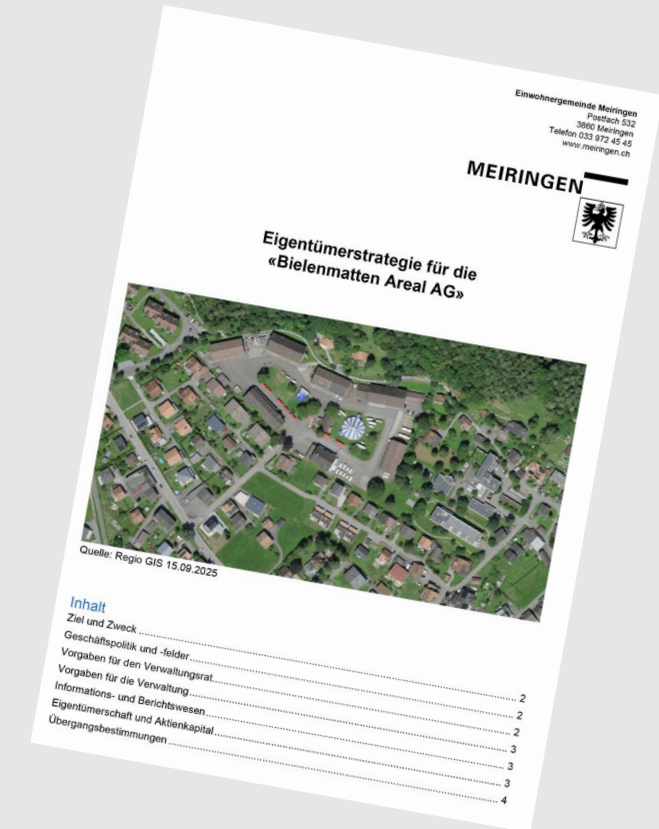 Einwohnergemeinde Meiringen
Postfach 532
3860 Meiringen
Telefon 033 972 45 45
www.meiringen.ch
MEIRINGEN
Eigentümerstrategie für die
«Bielenmatten Areal AG»
Quelle: Regio GIS 15.09.2025
Inhalt
Ziel und Zweck ........ 2
Geschäftspolitik und -felder ........ 2
Vorgaben für den Verwaltungsrat ........ 2
Vorgaben für die Verwaltung ........ 3
Informations- und Berichtswesen ........ 3
Eigentümerschaft und Aktienkapital ........ 3
Übergangsbestimmungen ........ 4